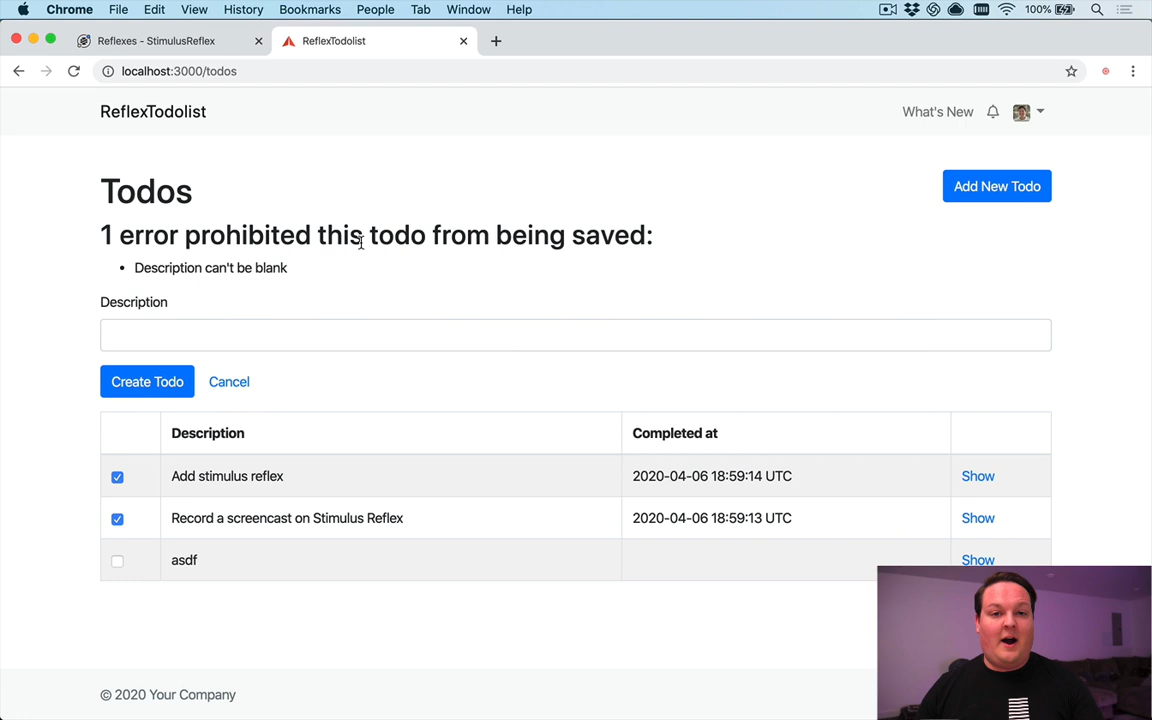 Chrome File Edit View History Bookmarks People Tab Window Help 100%
Reflexes - StimulusReflex ReflexTodolist
localhost:3000/todos
ReflexTodolist What's New
Todos Add New Todo
1 error prohibited this todo from being saved:
Description can't be blank
Description
Create Todo Cancel
Description Completed at
Add stimulus reflex 2020-04-06 18:59:14 UTC Show
Record a screencast on Stimulus Reflex 2020-04-06 18:59:13 UTC Show
asdf Show
© 2020 Your Company